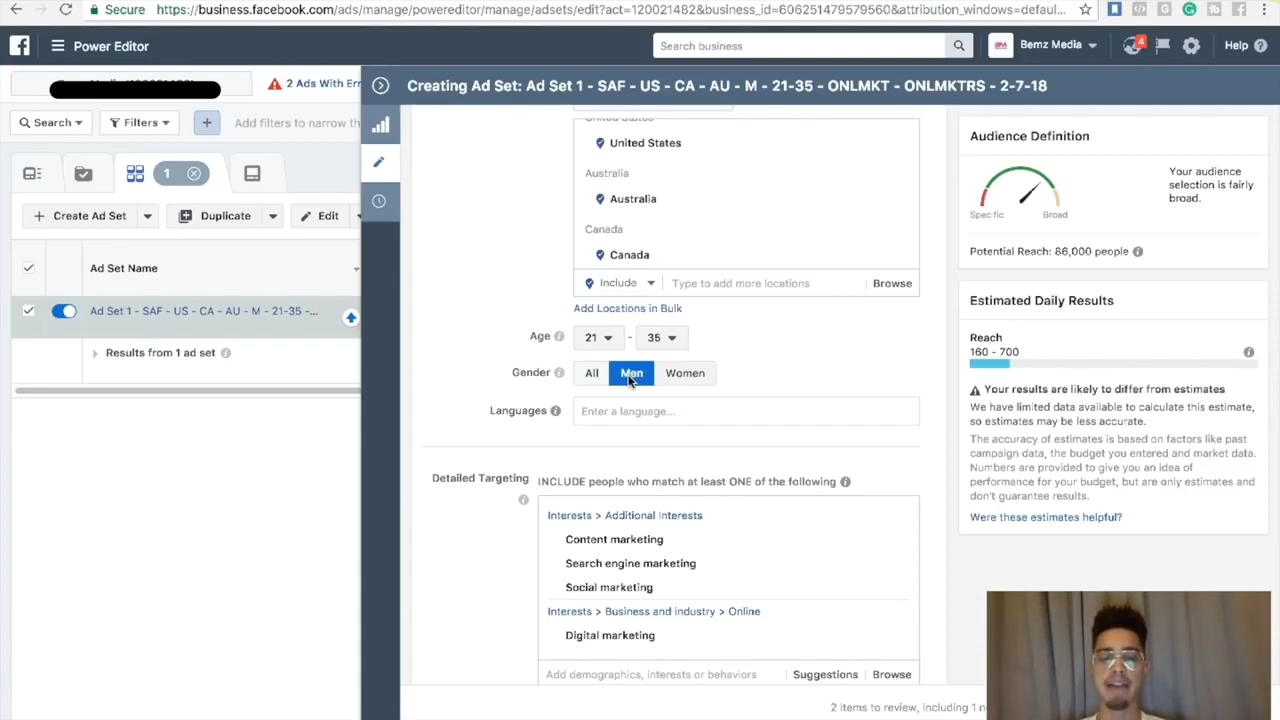 Secure https://business.facebook.com/ads/manage/powereditor/manage/adsets/edit?act=120021482&business_id=606251479579560&attribution_windows=defaul...
Power Editor
Search business
Bemz Media
4
Help
2 Ads With Err
Creating Ad Set: Ad Set 1 - SAF - US - CA - AU - M - 21-35 - ONLMKT - ONLMKTRS - 2-7-18
Search
Filters
+
Add filters to narrow th
1
+ Create Ad Set
Duplicate
Edit
Ad Set Name
Ad Set 1 - SAF - US - CA - AU - M - 21-35 -...
Results from 1 ad set
United States
United States
Australia
Australia
Canada
Canada
Include
Type to add more locations
Browse
Add Locations in Bulk
Age
21
-
35
Gender
All
Men
Women
Languages
Enter a language...
Detailed Targeting
INCLUDE people who match at least ONE of the following
Interests > Additional Interests
Content marketing
Search engine marketing
Social marketing
Interests > Business and industry > Online
Digital marketing
Add demographics, interests or behaviors
Suggestions
Browse
2 items to review, including 1 n
Audience Definition
Specific
Broad
Your audience
selection is fairly
broad.
Potential Reach: 86,000 people
Estimated Daily Results
Reach
160 - 700
Your results are likely to differ from estimates
We have limited data available to calculate this estimate,
so estimates may be less accurate.
The accuracy of estimates is based on factors like past
campaign data, the budget you entered and market data.
Numbers are provided to give you an idea of
performance for your budget, but are only estimates and
don't guarantee results.
Were these estimates helpful?